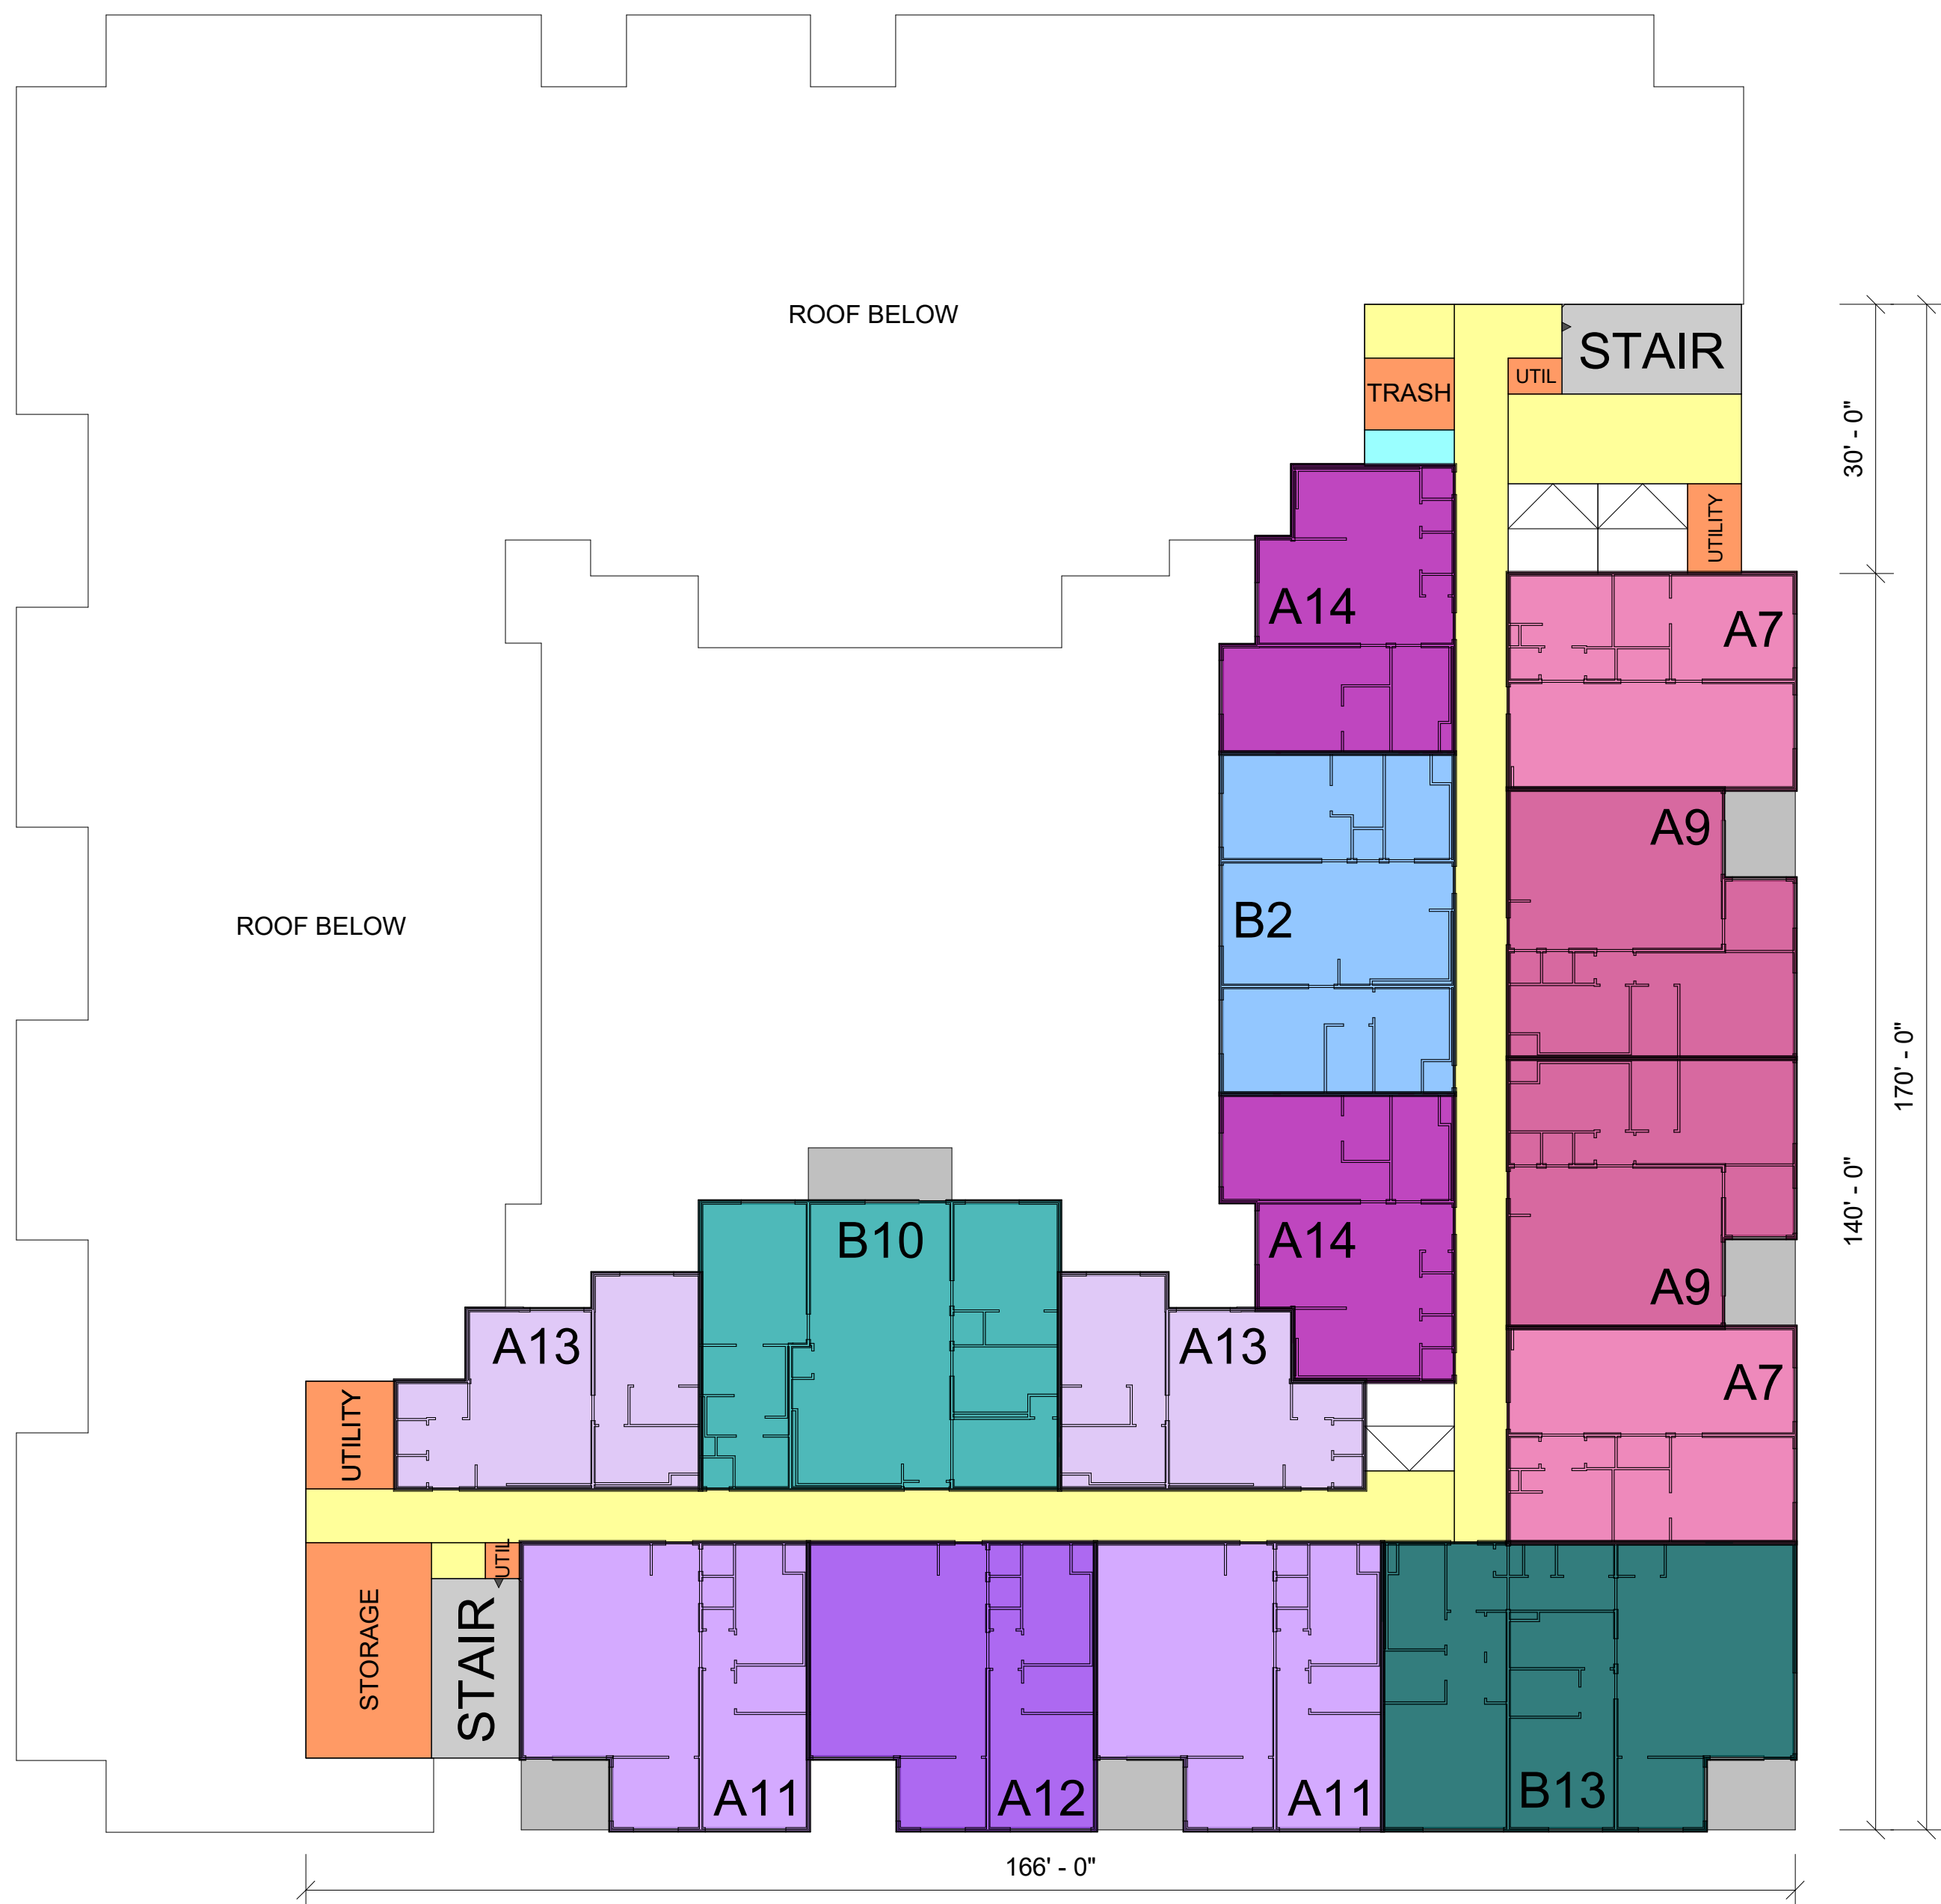 ROOF BELOW
STAIR
UTIL
TRASH
30' - 0"
UTILITY
A14
A7
A9
B2
ROOF BELOW
170' - 0"
140' - 0"
B10
A14
A9
A13
A13
A7
UTILITY
UTIL
STORAGE
STAIR
A11
A12
A11
B13
166' - 0"